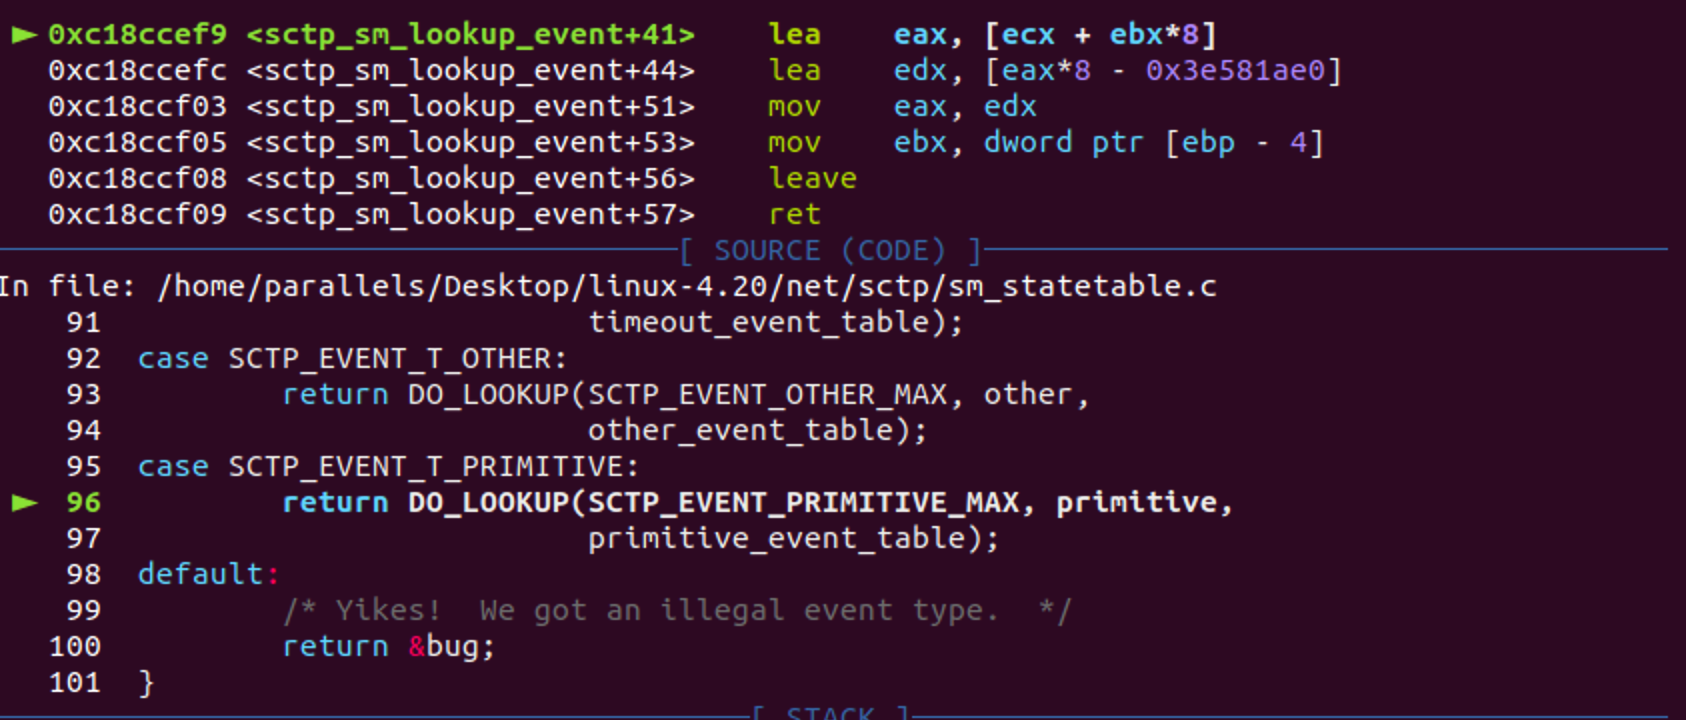 ► 0xc18ccef9 <sctp_sm_lookup_event+41>    lea    eax, [ecx + ebx*8]
0xc18ccefc <sctp_sm_lookup_event+44>    lea    edx, [eax*8 - 0x3e581ae0]
0xc18ccf03 <sctp_sm_lookup_event+51>    mov    eax, edx
0xc18ccf05 <sctp_sm_lookup_event+53>    mov    ebx, dword ptr [ebp - 4]
0xc18ccf08 <sctp_sm_lookup_event+56>    leave
0xc18ccf09 <sctp_sm_lookup_event+57>    ret
[ SOURCE (CODE) ]
In file: /home/parallels/Desktop/linux-4.20/net/sctp/sm_statetable.c
91                           timeout_event_table);
92  case SCTP_EVENT_T_OTHER:
93          return DO_LOOKUP(SCTP_EVENT_OTHER_MAX, other,
94                           other_event_table);
95  case SCTP_EVENT_T_PRIMITIVE:
► 96          return DO_LOOKUP(SCTP_EVENT_PRIMITIVE_MAX, primitive,
97                           primitive_event_table);
98  default:
99          /* Yikes!  We got an illegal event type.  */
100         return &bug;
101 }
[ STACK ]